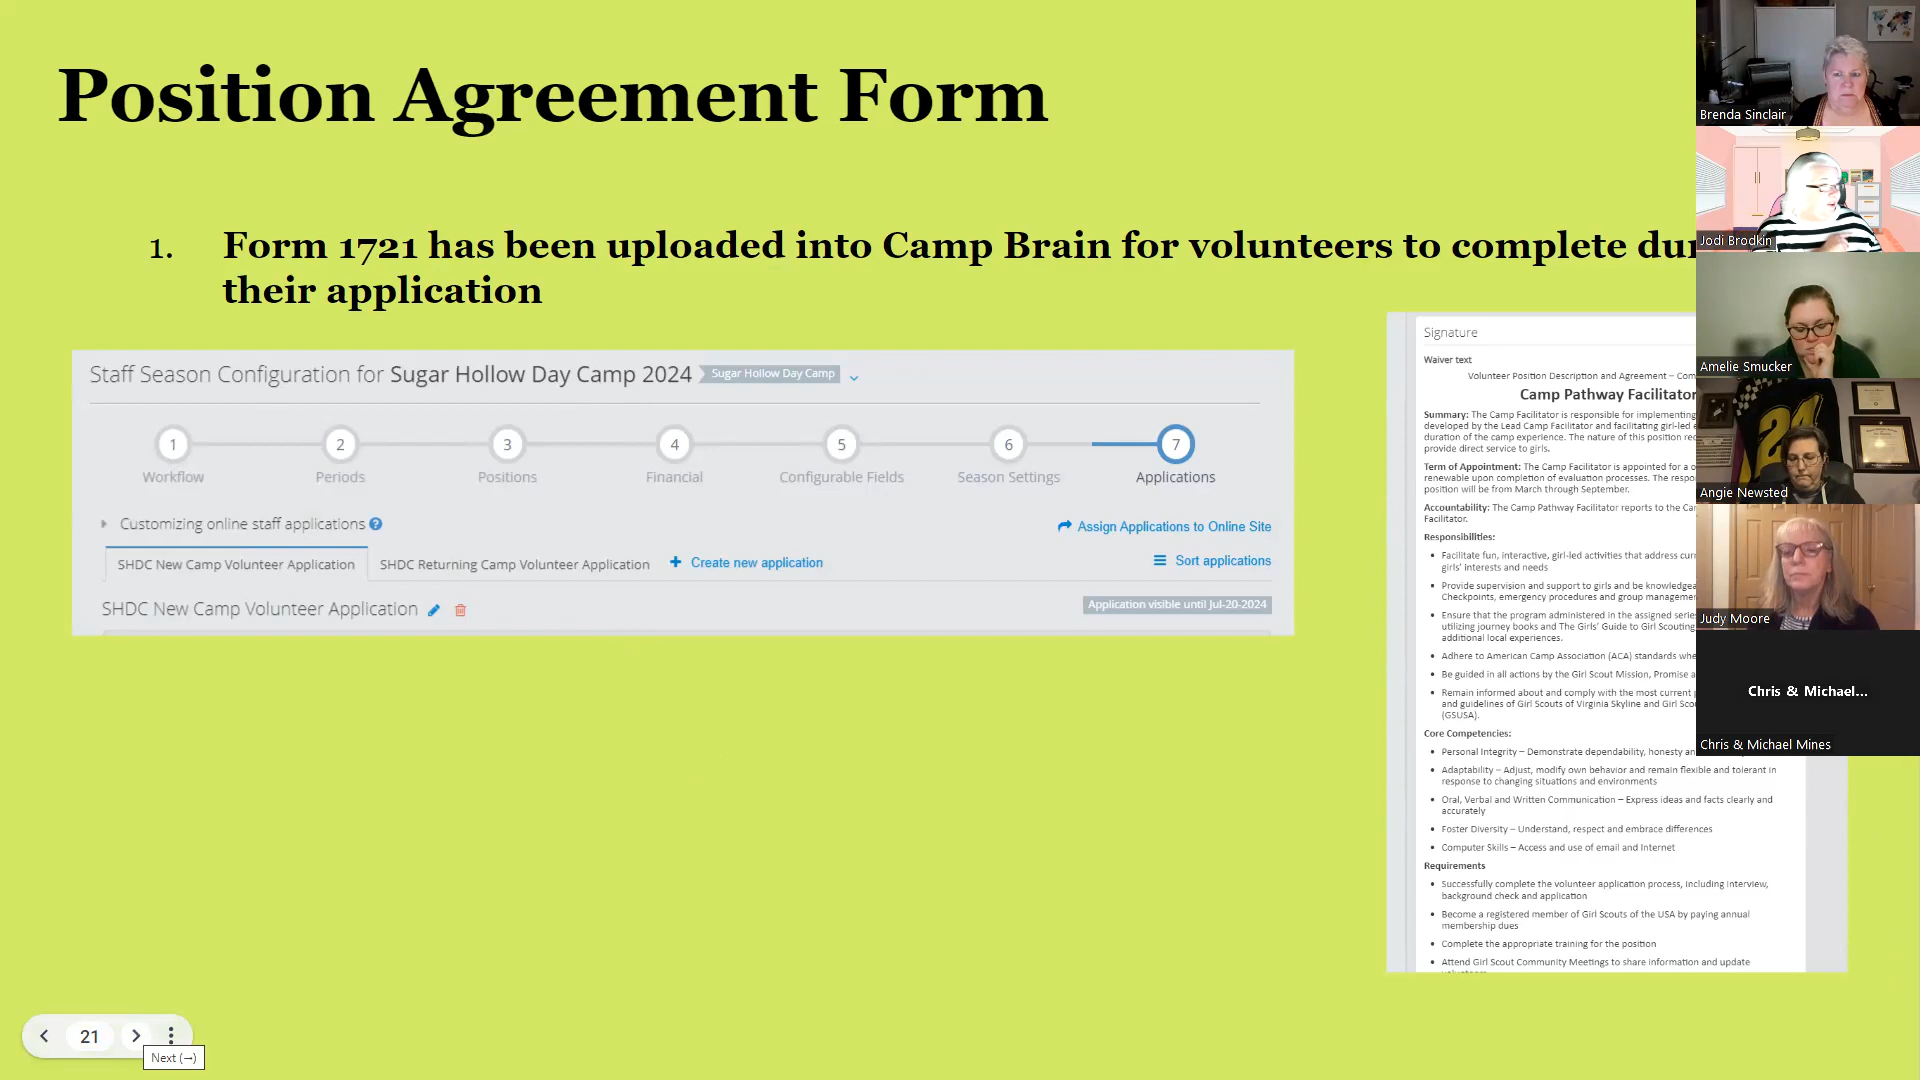 Position Agreement Form
1. Form 1721 has been uploaded into Camp Brain for volunteers to complete
their application
Staff Season Configuration for Sugar Hollow Day Camp 2024 Sugar Hollow Day Camp
1 2 3 4 5 6 7
Workflow Periods Positions Financial Configurable Fields Season Settings Applications
Customizing online staff applications ?
Assign Applications to Online Site
SHDC New Camp Volunteer Application SHDC Returning Camp Volunteer Application + Create new application Sort applications
SHDC New Camp Volunteer Application
Application visible until Jul-20-2024
Signature
Waiver text
Volunteer Position Description and Agreement –
Camp Pathway Facilitator
Summary: The Camp Facilitator is responsible for implementing
developed by the Lead Camp Facilitator and facilitating girl-led
duration of the camp experience. The nature of this position
provide direct service to girls.
Term of Appointment: The Camp Facilitator is appointed for a
renewable upon completion of evaluation processes. The
position will be from March through September.
Accountability: The Camp Pathway Facilitator reports to the
Facilitator.
Responsibilities:
• Facilitate fun, interactive, girl-led activities that address
girls' interests and needs
• Provide supervision and support to girls and be
Checkpoints, emergency procedures and group
• Ensure that the program administered in the assigned
utilizing journey books and The Girls' Guide to Girl Scouting
additional local experiences.
• Adhere to American Camp Association (ACA) standards
• Be guided in all actions by the Girl Scout Mission, Promise
• Remain informed about and comply with the most current
and guidelines of Girl Scouts of Virginia Skyline and Girl
(GSUSA).
Core Competencies:
• Personal Integrity – Demonstrate dependability, honesty
• Adaptability – Adjust, modify own behavior and remain flexible and tolerant in
response to changing situations and environments
• Oral, Verbal and Written Communication – Express ideas and facts clearly and
accurately
• Foster Diversity – Understand, respect and embrace differences
• Computer Skills – Access and use of email and Internet
Requirements
• Successfully complete the volunteer application process, including interview,
background check and application
• Become a registered member of Girl Scouts of the USA by paying annual
membership dues
• Complete the appropriate training for the position
• Attend Girl Scout Community Meetings to share information and update
Brenda Sinclair
Jodi Brodkin
Amelie Smucker
Angie Newsted
Judy Moore
Chris & Michael...
Chris & Michael Mines
21
Next (→)